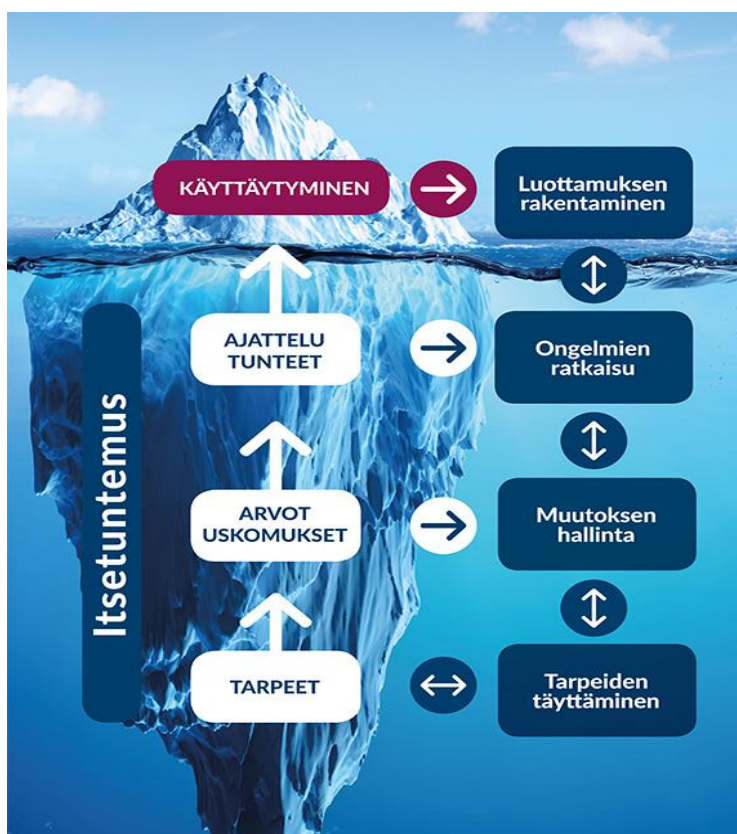 KÄYTTÄYTYMINEN
Luottamuksen
rakentaminen
Itsetuntemus
AJATTELU
TUNTEET
Ongelmien
ratkaisu
ARVOT
USKOMUKSET
Muutoksen
hallinta
TARPEET
Tarpeiden
täyttäminen